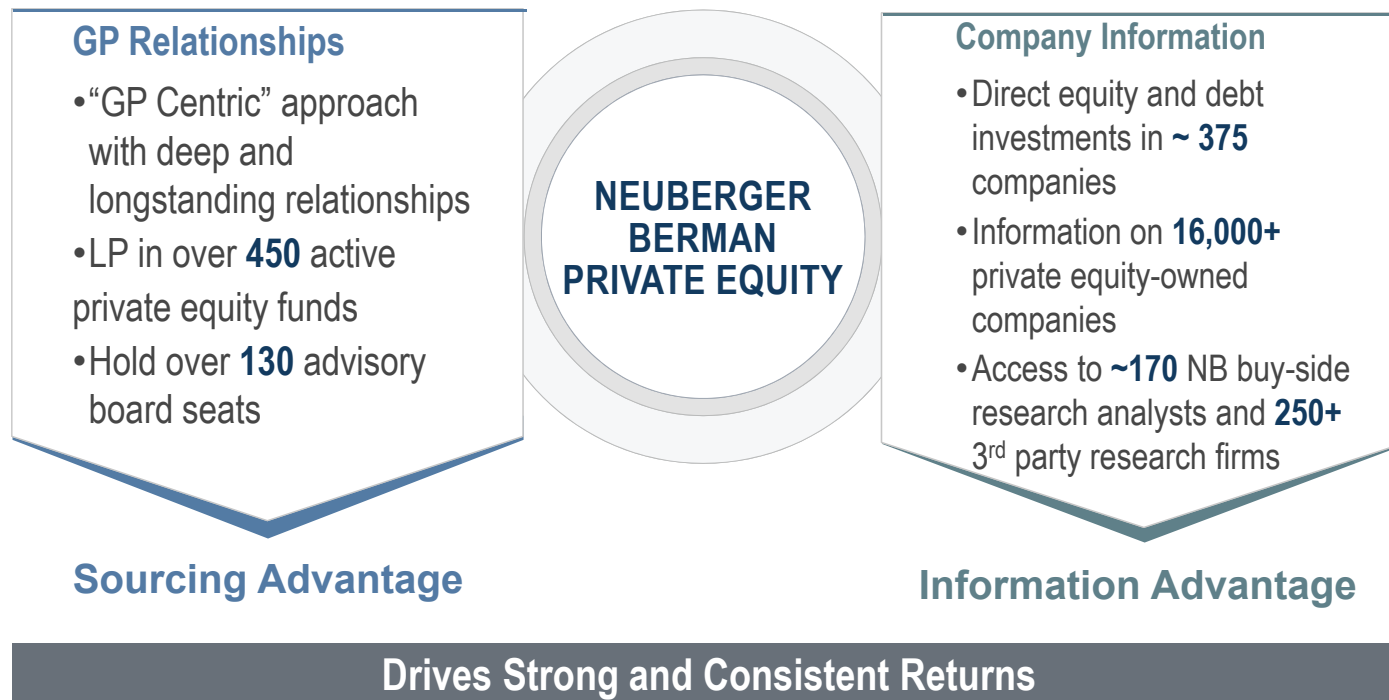 GP Relationships
•“GP Centric” approach
with deep and
longstanding relationships
•LP in over 450 active
private equity funds
•Hold over 130 advisory
board seats
Sourcing Advantage
NEUBERGER
BERMAN
PRIVATE EQUITY
Company Information
•Direct equity and debt
investments in ~ 375
companies
•Information on 16,000+
private equity-owned
companies
•Access to ~170 NB buy-side
research analysts and 250+
3rd party research firms
Information Advantage
Drives Strong and Consistent Returns